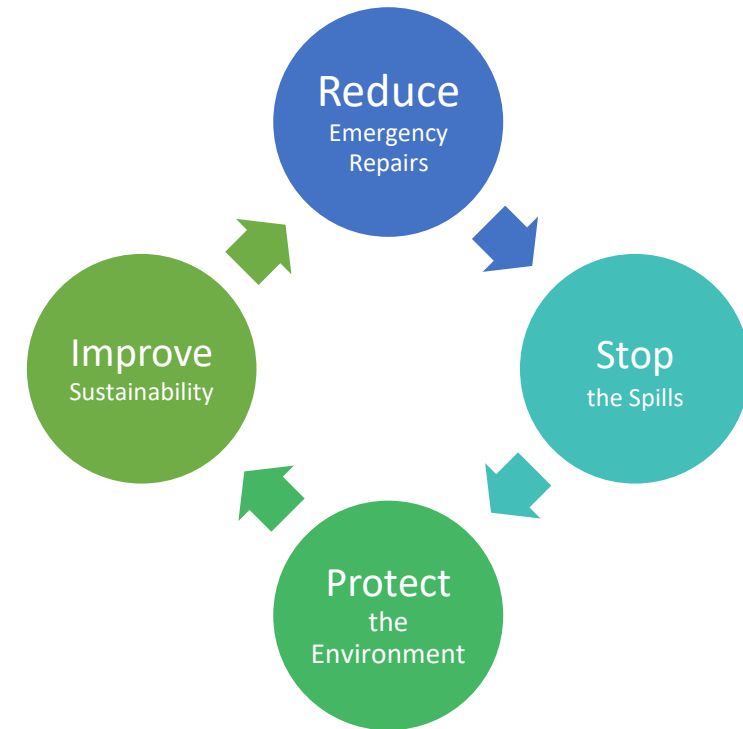 Reduce
Emergency
Repairs
Stop
the Spills
Protect
the
Environment
Improve
Sustainability